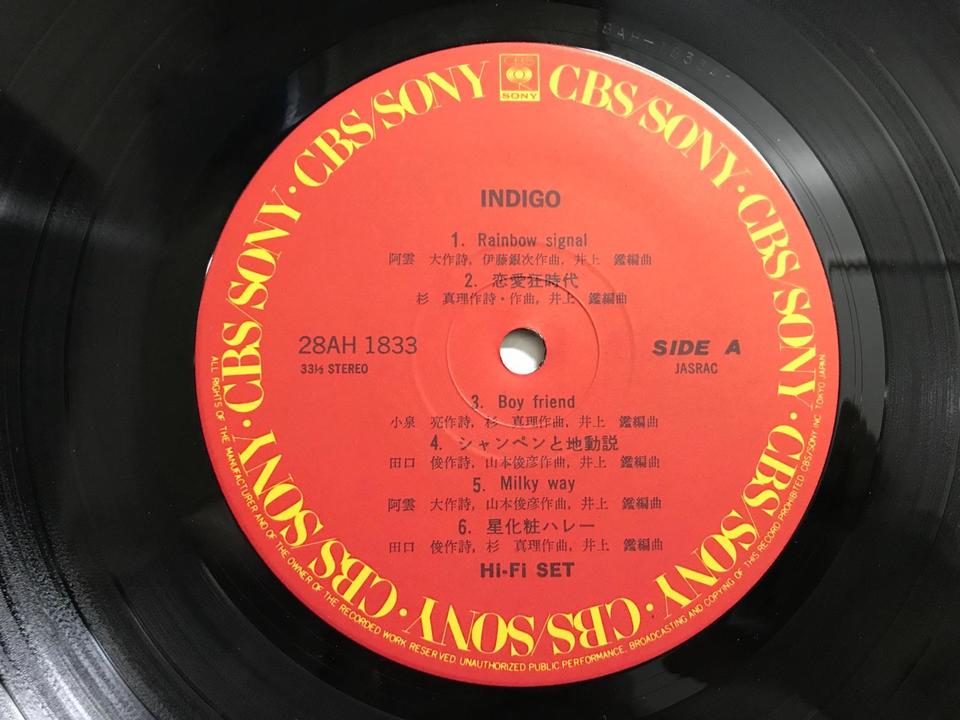 CBS
SONY
CBS/SONY · CBS/SONY · CBS/SONY · CBS/SONY · CBS/SONY · CBS/SONY · CBS/SONY · CBS/SONY
INDIGO
1. Rainbow signal
阿雲 大作詩, 伊藤銀次作曲, 井上 鑑編曲
2. 恋愛狂時代
杉 真理作詩・作曲, 井上 鑑編曲
28AH 1833
33⅓ STEREO
SIDE A
JASRAC
3. Boy friend
小泉 亮作詩, 杉 真理作曲, 井上 鑑編曲
4. シャンペンと地動説
田口 俊作詩, 山本俊彦作曲, 井上 鑑編曲
5. Milky way
阿雲 大作詩, 山本俊彦作曲, 井上 鑑編曲
6. 星化粧ハレー
田口 俊作詩, 杉 真理作曲, 井上 鑑編曲
Hi-Fi SET
ALL RIGHTS OF THE MANUFACTURER AND OF THE OWNER OF THE RECORDED WORK RESERVED. UNAUTHORIZED PUBLIC PERFORMANCE, BROADCASTING AND COPYING OF THIS RECORD PROHIBITED. CBS/SONY INC. TOKYO JAPAN